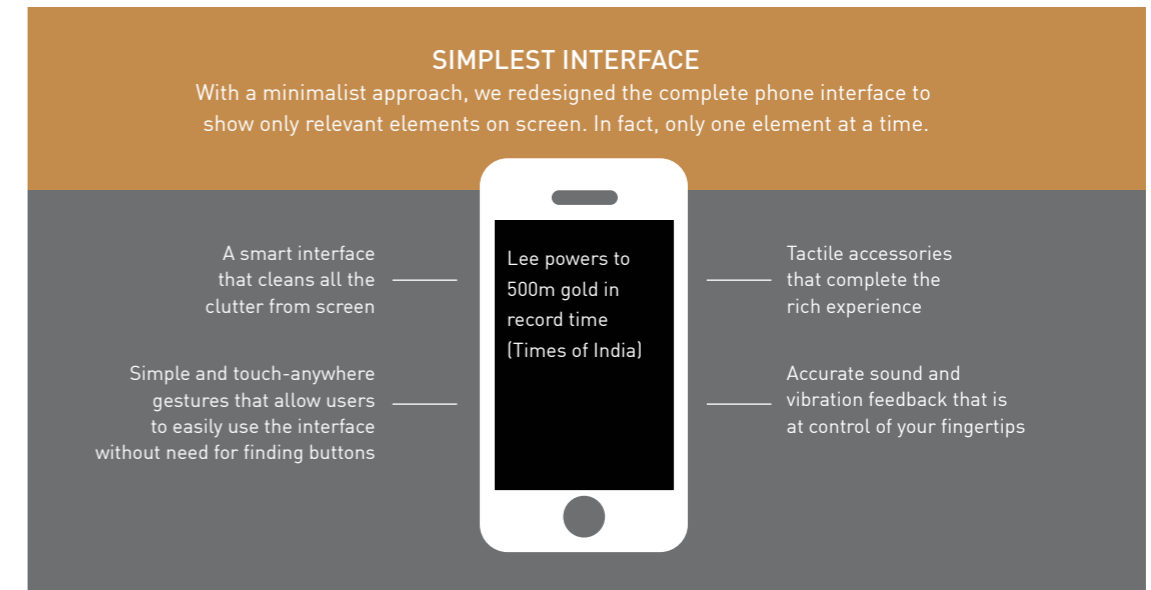 SIMPLEST INTERFACE
With a minimalist approach, we redesigned the complete phone interface to
show only relevant elements on screen. In fact, only one element at a time.
A smart interface
that cleans all the
clutter from screen
Simple and touch-anywhere
gestures that allow users
to easily use the interface
without need for finding buttons
Lee powers to
500m gold in
record time
(Times of India)
Tactile accessories
that complete the
rich experience
Accurate sound and
vibration feedback that is
at control of your fingertips